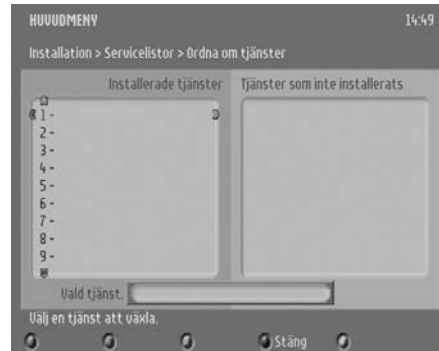 HUVUDMENY 14:49
Installation > Servicelistor > Ordna om tjänster
Installerade tjänster Tjänster som inte installerats
1 -
2 -
3 -
4 -
5 -
6 -
7 -
8 -
9 -
Vald tjänst.
Välj en tjänst att växla.
Stäng